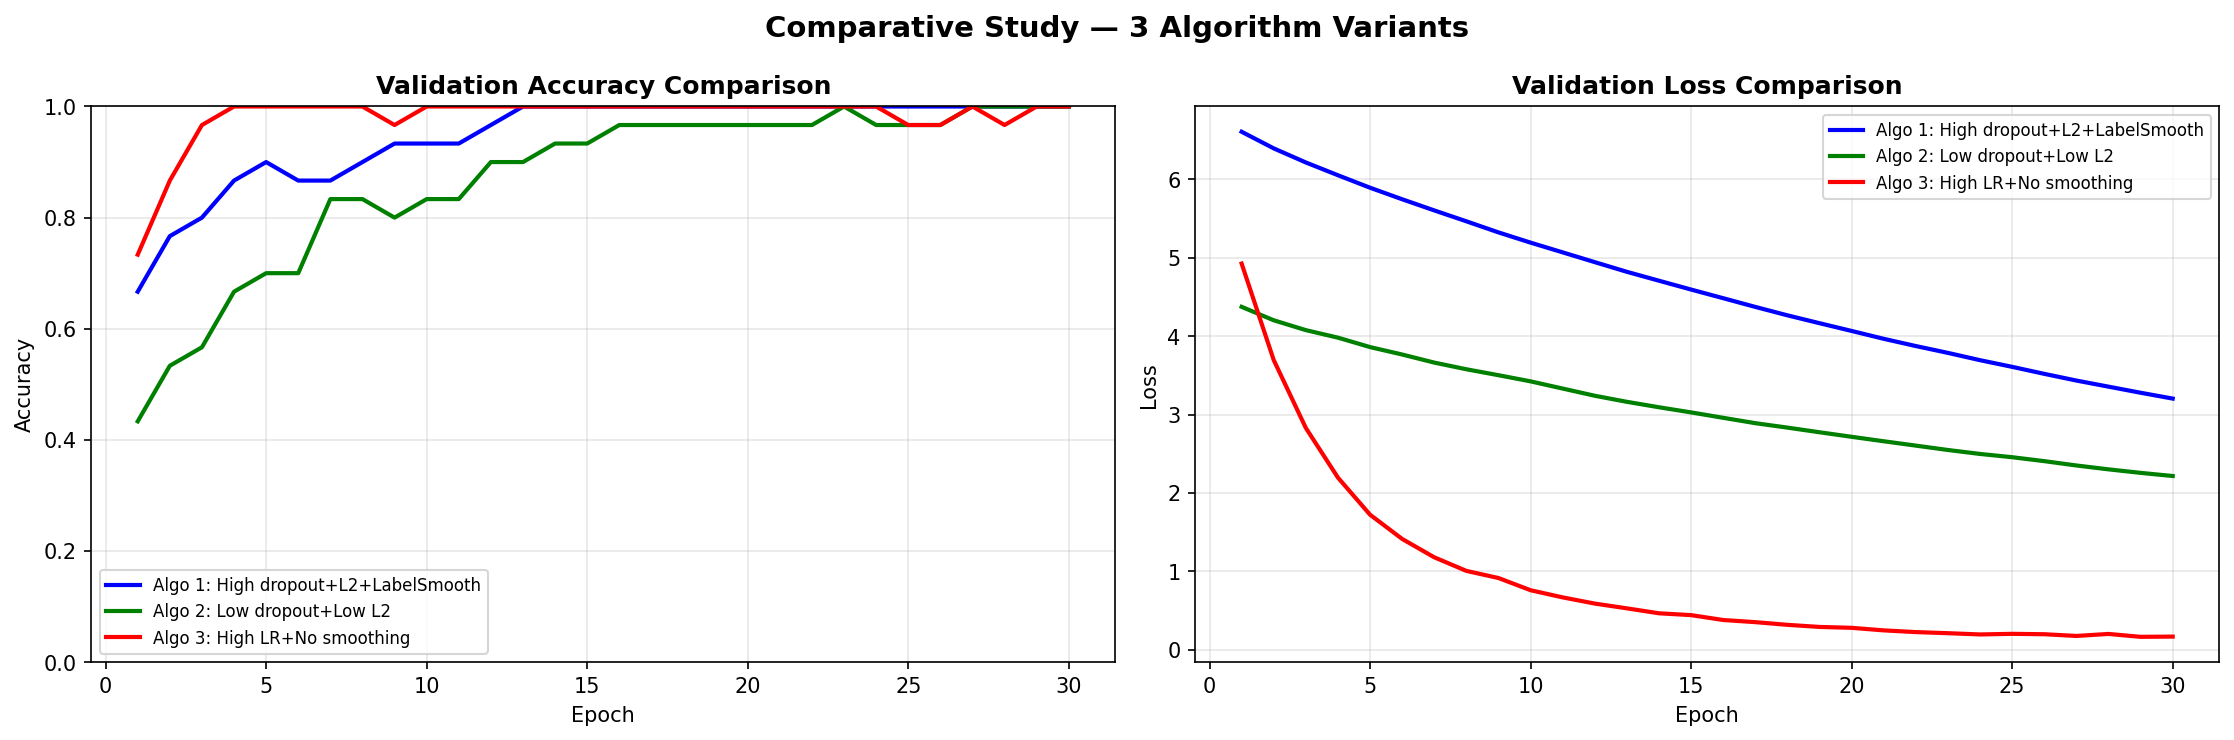 Comparative Study — 3 Algorithm Variants
Validation Accuracy Comparison
Accuracy
1.0
0.8
0.6
0.4
0.2
0.0
Algo 1: High dropout+L2+LabelSmooth
Algo 2: Low dropout+Low L2
Algo 3: High LR+No smoothing
0 5 10 15 20 25 30
Epoch
Validation Loss Comparison
Loss
6
5
4
3
2
1
0
Algo 1: High dropout+L2+LabelSmooth
Algo 2: Low dropout+Low L2
Algo 3: High LR+No smoothing
0 5 10 15 20 25 30
Epoch